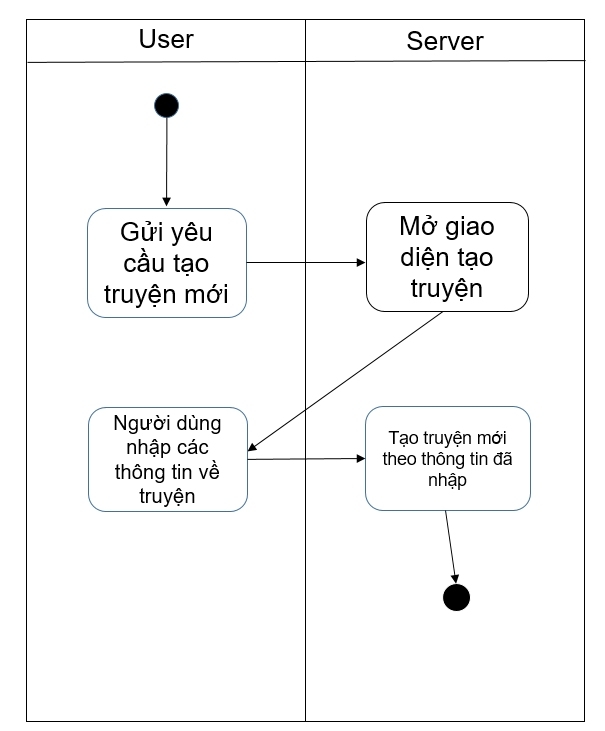 User
Server
Gửi yêu
cầu tạo
truyện mới
Mở giao
diện tạo
truyện
Người dùng
nhập các
thông tin về
truyện
Tạo truyện mới
theo thông tin đã
nhập